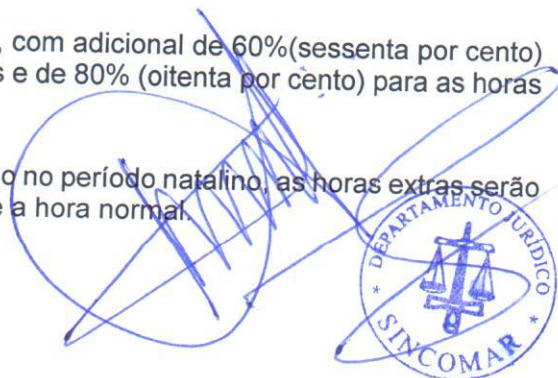 , com adicional de 60%(sessenta por cento)
s e de 80% (oitenta por cento) para as horas
o no período natalino, as horas extras serão
e a hora normal.
* DEPARTAMENTO JURÍDICO *
SINCOMAR